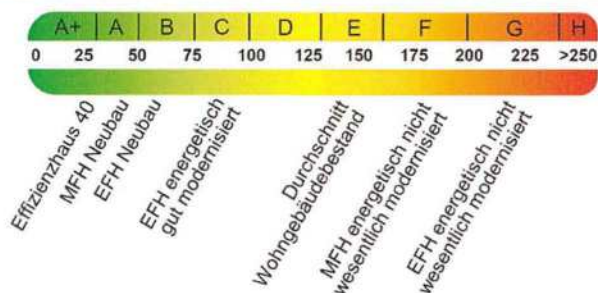 A+ A B C D E F G H
0 25 50 75 100 125 150 175 200 225 >250
Effizienzhaus 40
MFH Neubau
EFH Neubau
EFH energetisch
gut modernisiert
Durchschnitt
Wohngebäudebestand
MFH energetisch nicht
wesentlich modernisiert
EFH energetisch nicht
wesentlich modernisiert